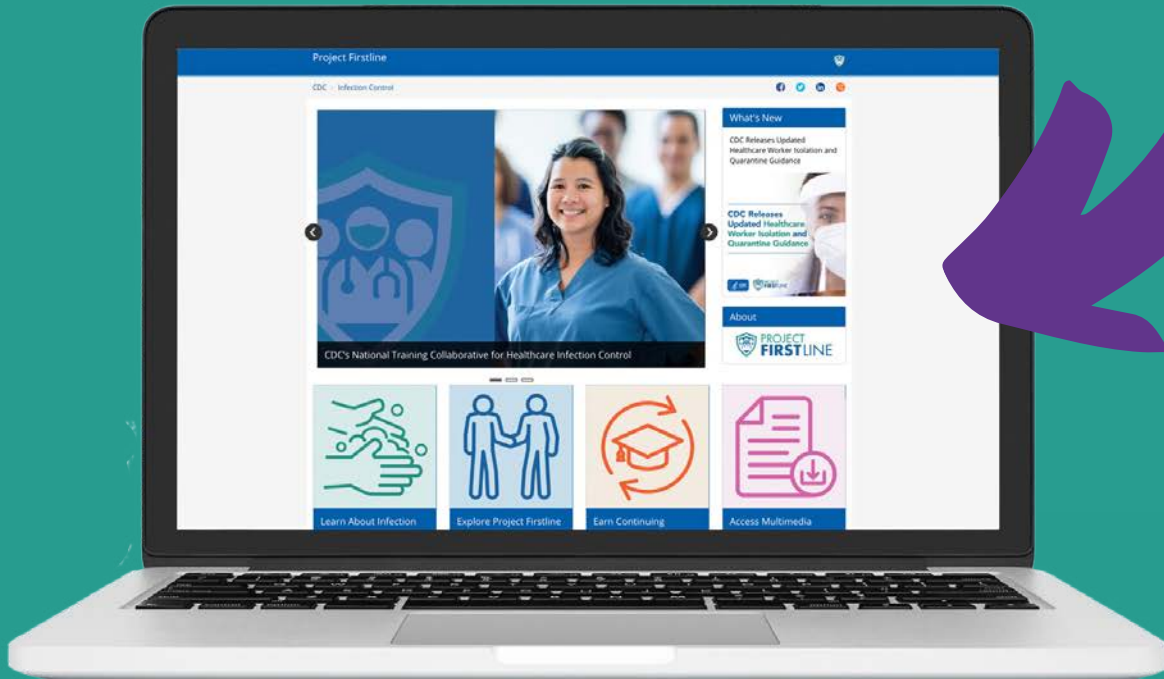 Project Firstline
CDC > Infection Control
What's New
CDC Releases Updated
Healthcare Worker Isolation and
Quarantine Guidance
CDC Releases
Updated Healthcare
Worker Isolation and
Quarantine Guidance
PROJECT
FIRSTLINE
CDC's National Training Collaborative for Healthcare Infection Control
About
PROJECT
FIRSTLINE
Learn About Infection
Explore Project Firstline
Earn Continuing
Access Multimedia